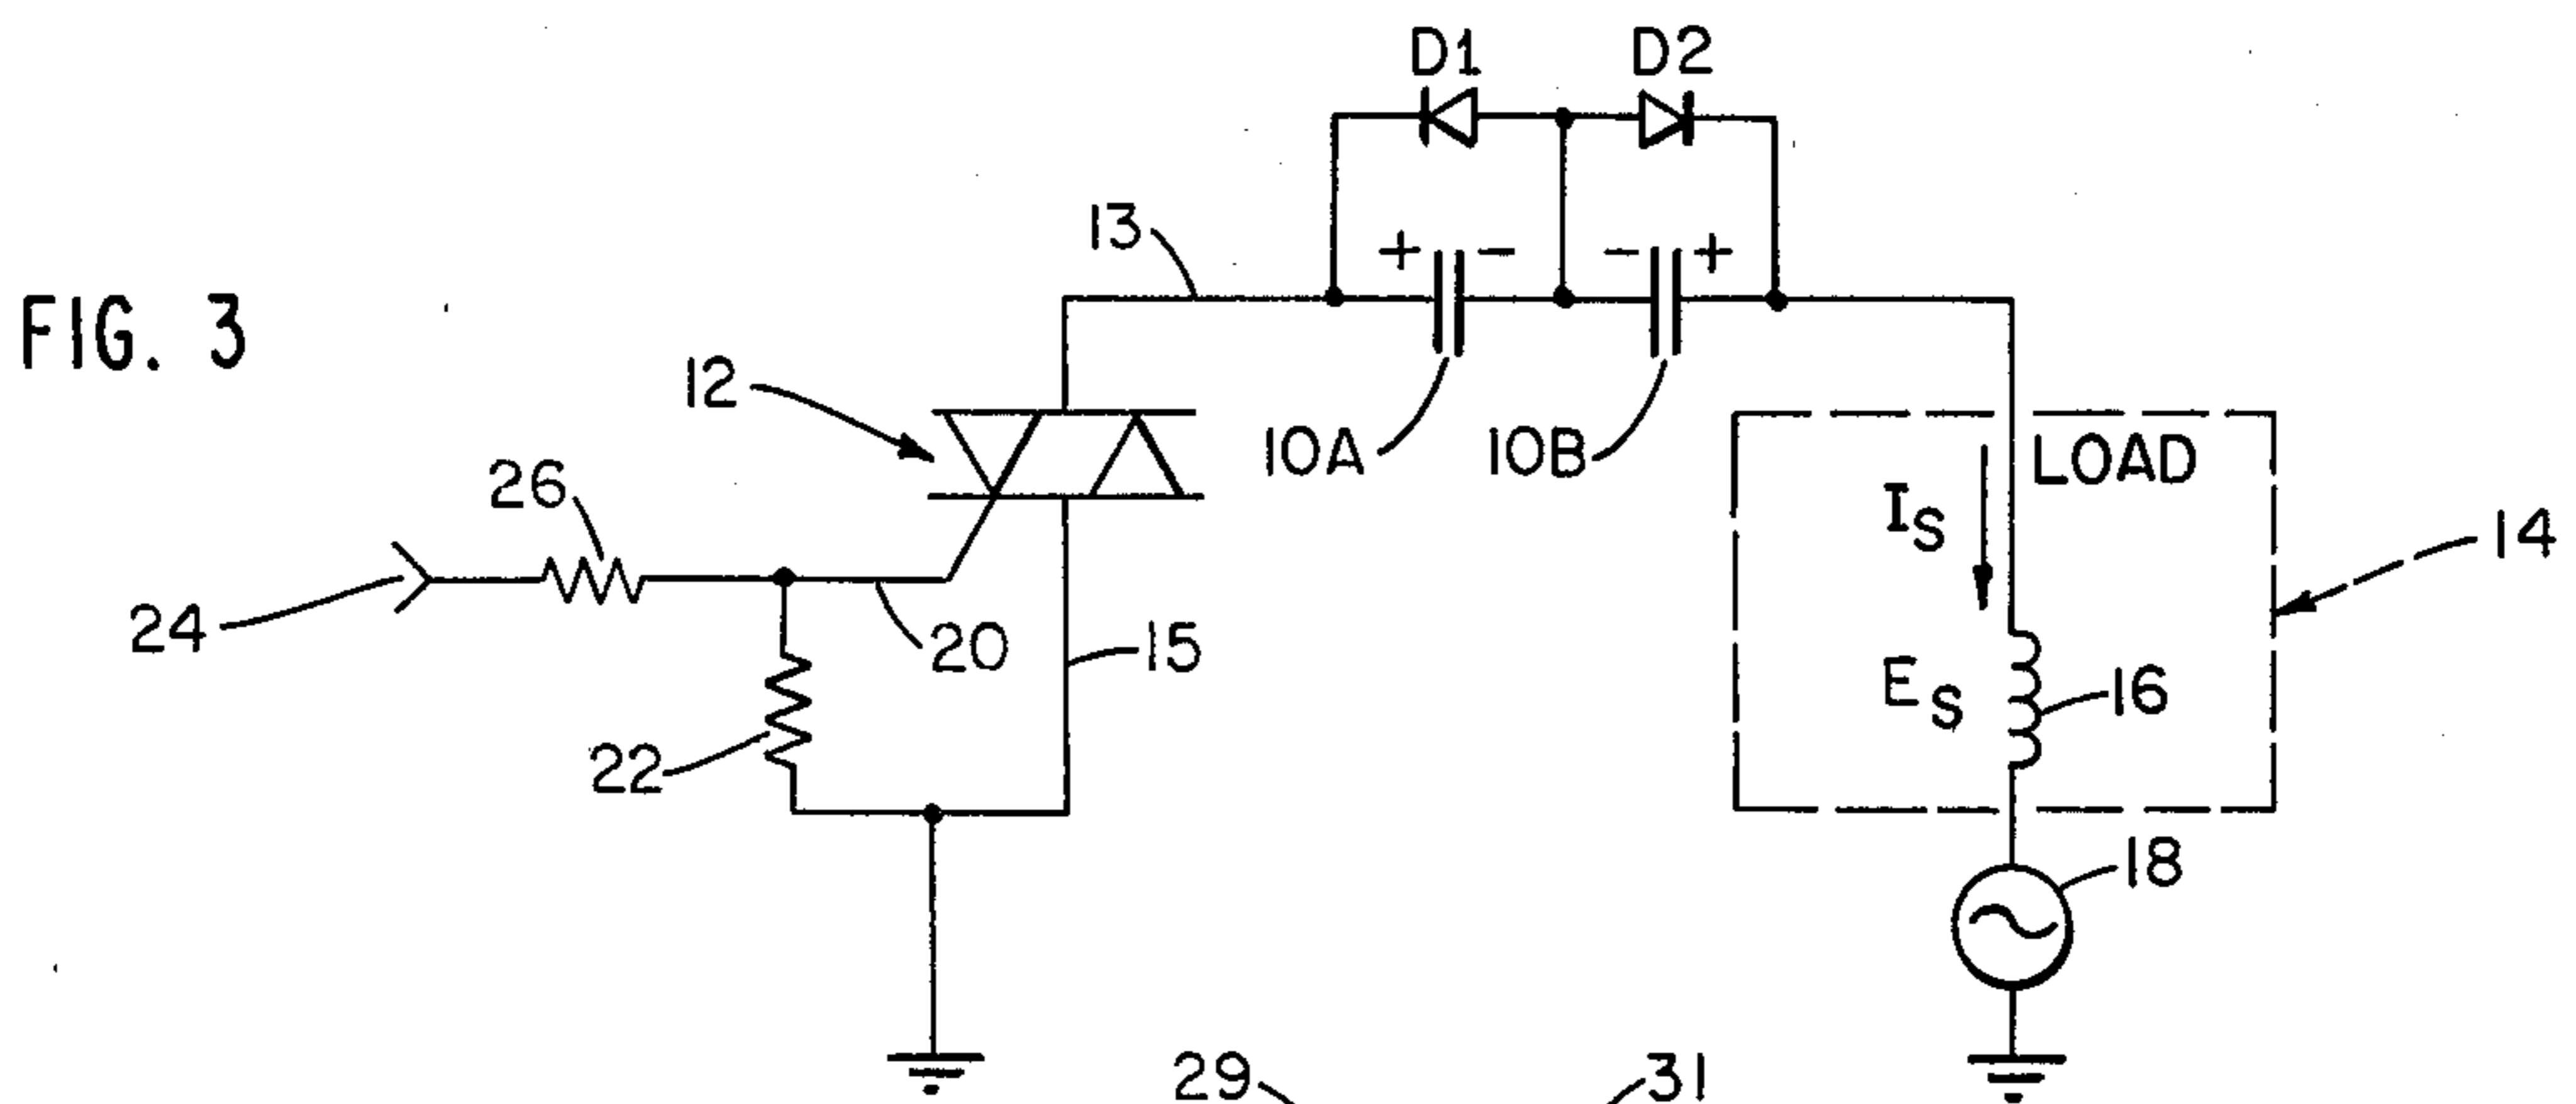 D1 D2
13 + - - +
FIG. 3
12
10A 10B LOAD
26 IS 14
24 20 15 ES 16
22
18
29 31